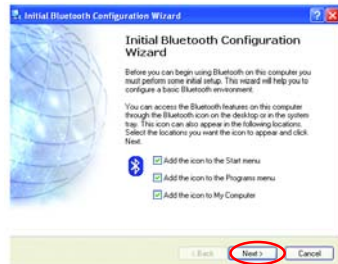 Initial Bluetooth Configuration Wizard
Initial Bluetooth Configuration
Wizard
Before you can begin using Bluetooth on this computer you
must perform some initial setup. This wizard will help you to
configure a basic Bluetooth environment.
You can access the Bluetooth features on this computer
through the Bluetooth icon on the desktop or in the system
tray. This icon can also appear in the following locations.
Select the locations you want the icon to appear and click
Next.
Add the icon to the Start menu
Add the icon to the Programs menu
Add the icon to My Computer
< Back
Next >
Cancel